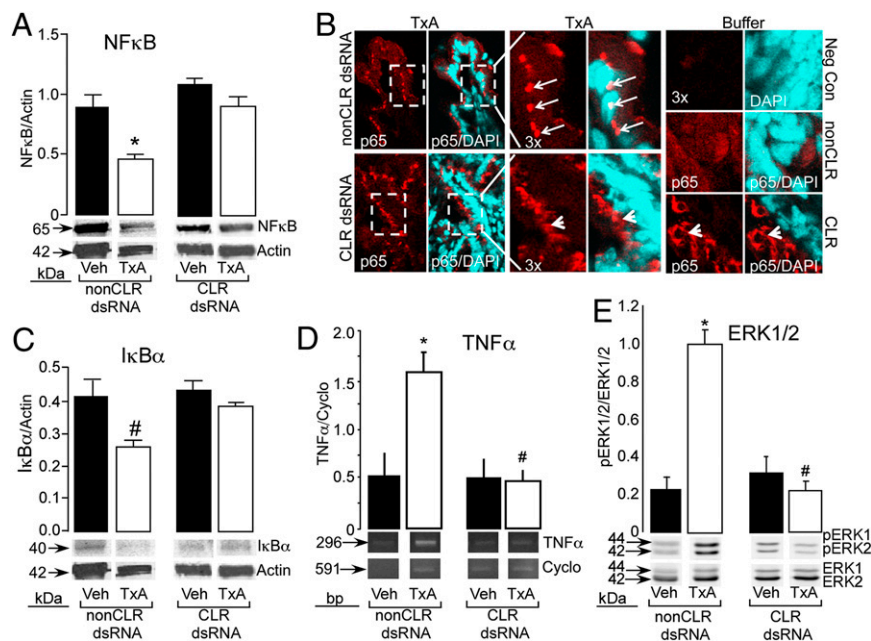 A
NFκB
NFκB/Actin
1.5
1.0
0.5
0
*
65
NFκB
42
Actin
kDa
Veh TxA Veh TxA
nonCLR CLR
dsRNA dsRNA
B
TxA TxA Buffer
nonCLR dsRNA
p65
p65/DAPI
3x
3x
DAPI
Neg Con
p65
p65/DAPI
nonCLR
CLR dsRNA
p65
p65/DAPI
3x
p65
p65/DAPI
CLR
C
IκBα
IκBα/Actin
0.6
0.4
0.2
0.0
#
40
IκBα
42
Actin
kDa
Veh TxA Veh TxA
nonCLR CLR
dsRNA dsRNA
D
TNFα
TNFα/Cyclo
2.0
1.5
1.0
0.5
0
*
#
296
TNFα
591
Cyclo
bp
Veh TxA Veh TxA
nonCLR CLR
dsRNA dsRNA
E
ERK1/2
pERK1/2/ERK1/2
1.2
1.0
0.8
0.6
0.4
0.2
0
*
#
44
pERK1
42
pERK2
44
ERK1
42
ERK2
kDa
Veh TxA Veh TxA
nonCLR CLR
dsRNA dsRNA